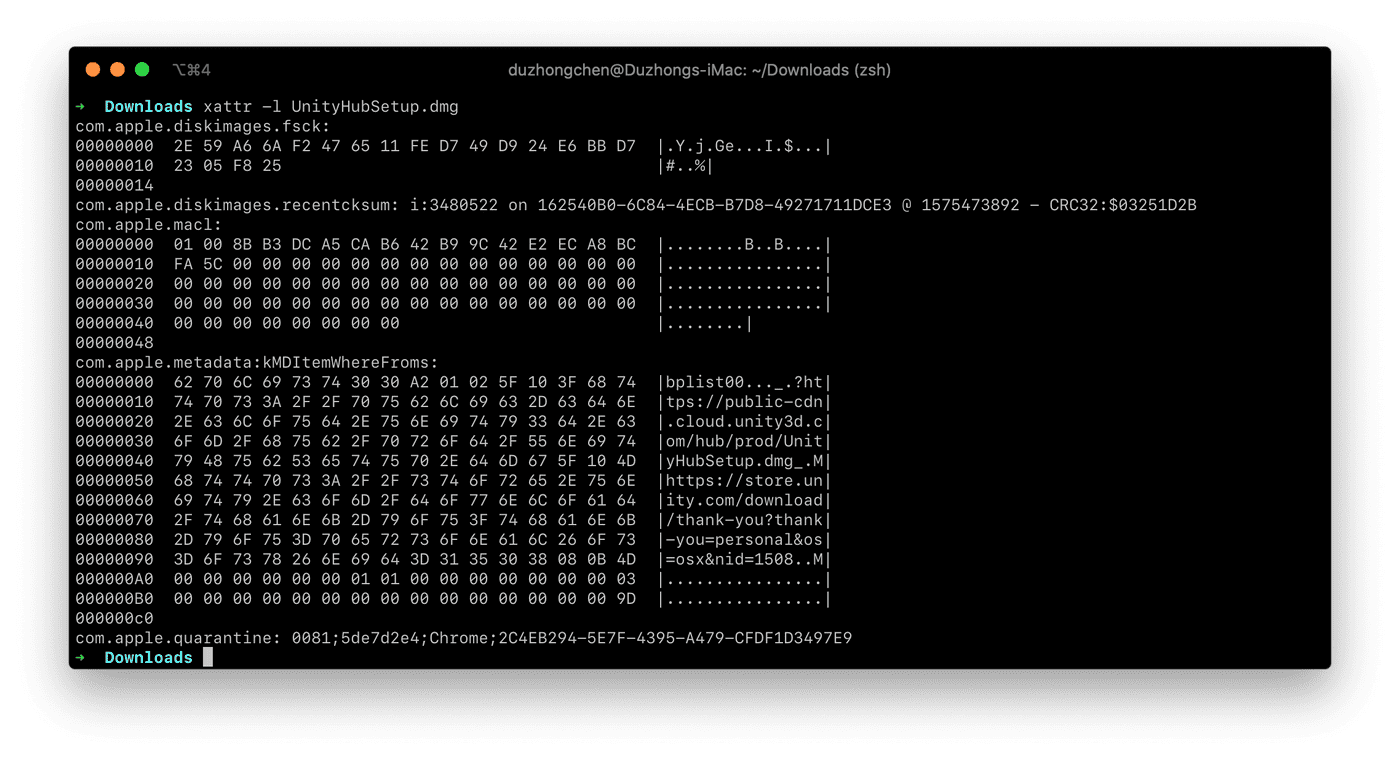 ⌥⌘4 duzhongchen@Duzhongs-iMac: ~/Downloads (zsh)
➜ Downloads xattr -l UnityHubSetup.dmg
com.apple.diskimages.fsck:
00000000 2E 59 A6 6A F2 47 65 11 FE D7 49 D9 24 E6 BB D7 |.Y.j.Ge...I.$...|
00000010 23 05 F8 25 |#..%|
00000014
com.apple.diskimages.recentcksum: i:3480522 on 162540B0-6C84-4ECB-B7D8-49271711DCE3 @ 1575473892 - CRC32:$03251D2B
com.apple.macl:
00000000 01 00 8B B3 DC A5 CA B6 42 B9 9C 42 E2 EC A8 BC |........B..B....|
00000010 FA 5C 00 00 00 00 00 00 00 00 00 00 00 00 00 00 |................|
00000020 00 00 00 00 00 00 00 00 00 00 00 00 00 00 00 00 |................|
00000030 00 00 00 00 00 00 00 00 00 00 00 00 00 00 00 00 |................|
00000040 00 00 00 00 00 00 00 00 |........|
00000048
com.apple.metadata:kMDItemWhereFroms:
00000000 62 70 6C 69 73 74 30 30 A2 01 02 5F 10 3F 68 74 |bplist00..._.?ht|
00000010 74 70 73 3A 2F 2F 70 75 62 6C 69 63 2D 63 64 6E |tps://public-cdn|
00000020 2E 63 6C 6F 75 64 2E 75 6E 69 74 79 33 64 2E 63 |.cloud.unity3d.c|
00000030 6F 6D 2F 68 75 62 2F 70 72 6F 64 2F 55 6E 69 74 |om/hub/prod/Unit|
00000040 79 48 75 62 53 65 74 75 70 2E 64 6D 67 5F 10 4D |yHubSetup.dmg_.M|
00000050 68 74 74 70 73 3A 2F 2F 73 74 6F 72 65 2E 75 6E |https://store.un|
00000060 69 74 79 2E 63 6F 6D 2F 64 6F 77 6E 6C 6F 61 64 |ity.com/download|
00000070 2F 74 68 61 6E 6B 2D 79 6F 75 3F 74 68 61 6E 6B |/thank-you?thank|
00000080 2D 79 6F 75 3D 70 65 72 73 6F 6E 61 6C 26 6F 73 |-you=personal&os|
00000090 3D 6F 73 78 26 6E 69 64 3D 31 35 30 38 08 0B 4D |=osx&nid=1508..M|
000000A0 00 00 00 00 00 00 01 01 00 00 00 00 00 00 00 03 |................|
000000B0 00 00 00 00 00 00 00 00 00 00 00 00 00 00 00 9D |................|
000000c0
com.apple.quarantine: 0081;5de7d2e4;Chrome;2C4EB294-5E7F-4395-A479-CFDF1D3497E9
➜ Downloads